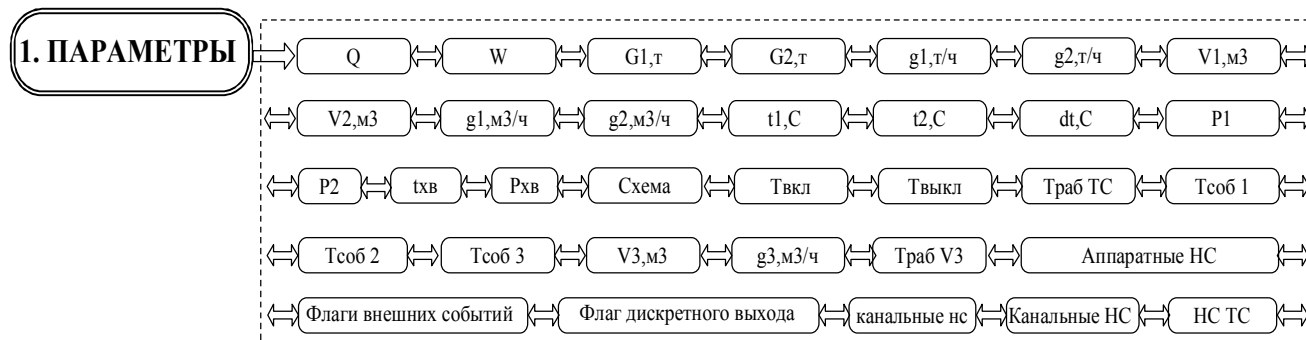 1. ПАРАМЕТРЫ Q W G1,т G2,т g1,т/ч g2,т/ч V1,м3
V2,м3 g1,м3/ч g2,м3/ч t1,C t2,C dt,C P1
P2 tхв Pхв Схема Твкл Твыкл Траб ТС Тсоб 1
Тсоб 2 Тсоб 3 V3,м3 g3,м3/ч Траб V3 Аппаратные НС
Флаги внешних событий Флаг дискретного выхода канальные нс Канальные НС НС ТС